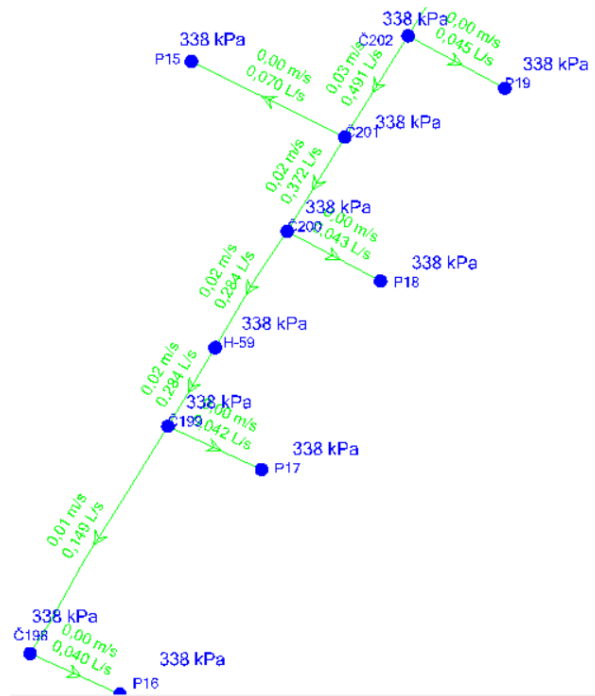 338 kPa
Č202
0,00 m/s
0,045 L/s
338 kPa
P19
338 kPa
P15
0,00 m/s
0,070 L/s
0,03 m/s
0,491 L/s
338 kPa
Č201
0,02 m/s
0,372 L/s
338 kPa
Č200
0,00 m/s
0,043 L/s
338 kPa
P18
0,02 m/s
0,284 L/s
338 kPa
H-59
0,02 m/s
0,284 L/s
338 kPa
Č199
0,00 m/s
0,042 L/s
338 kPa
P17
0,01 m/s
0,149 L/s
338 kPa
Č198
0,00 m/s
0,040 L/s
338 kPa
P16